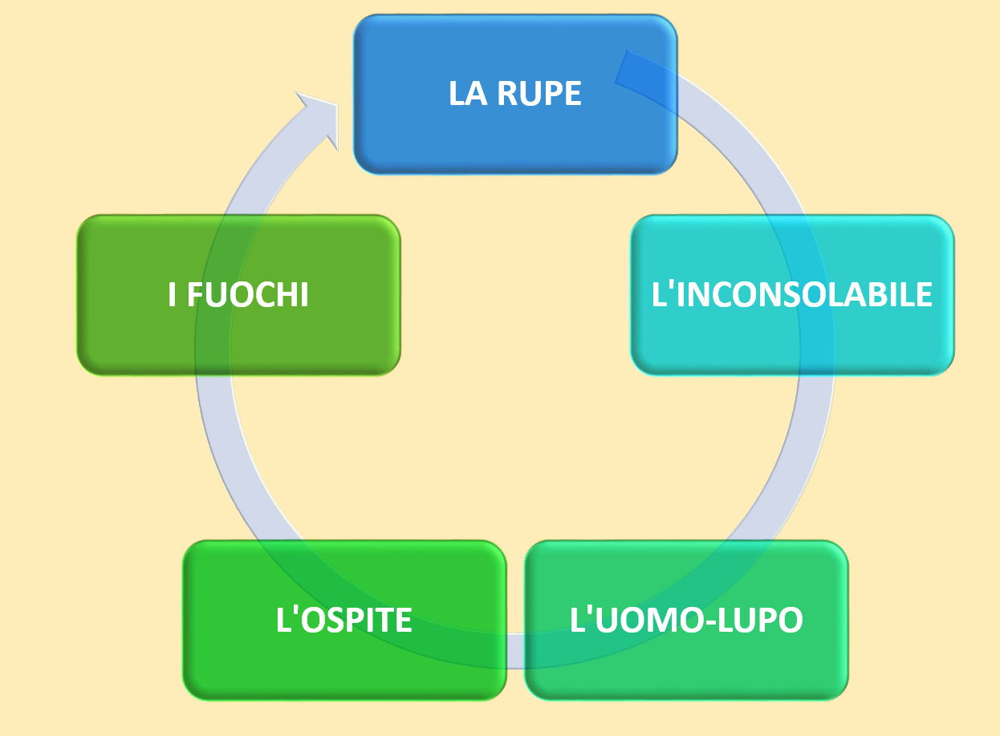 LA RUPE
L'INCONSOLABILE
L'UOMO-LUPO
L'OSPITE
I FUOCHI